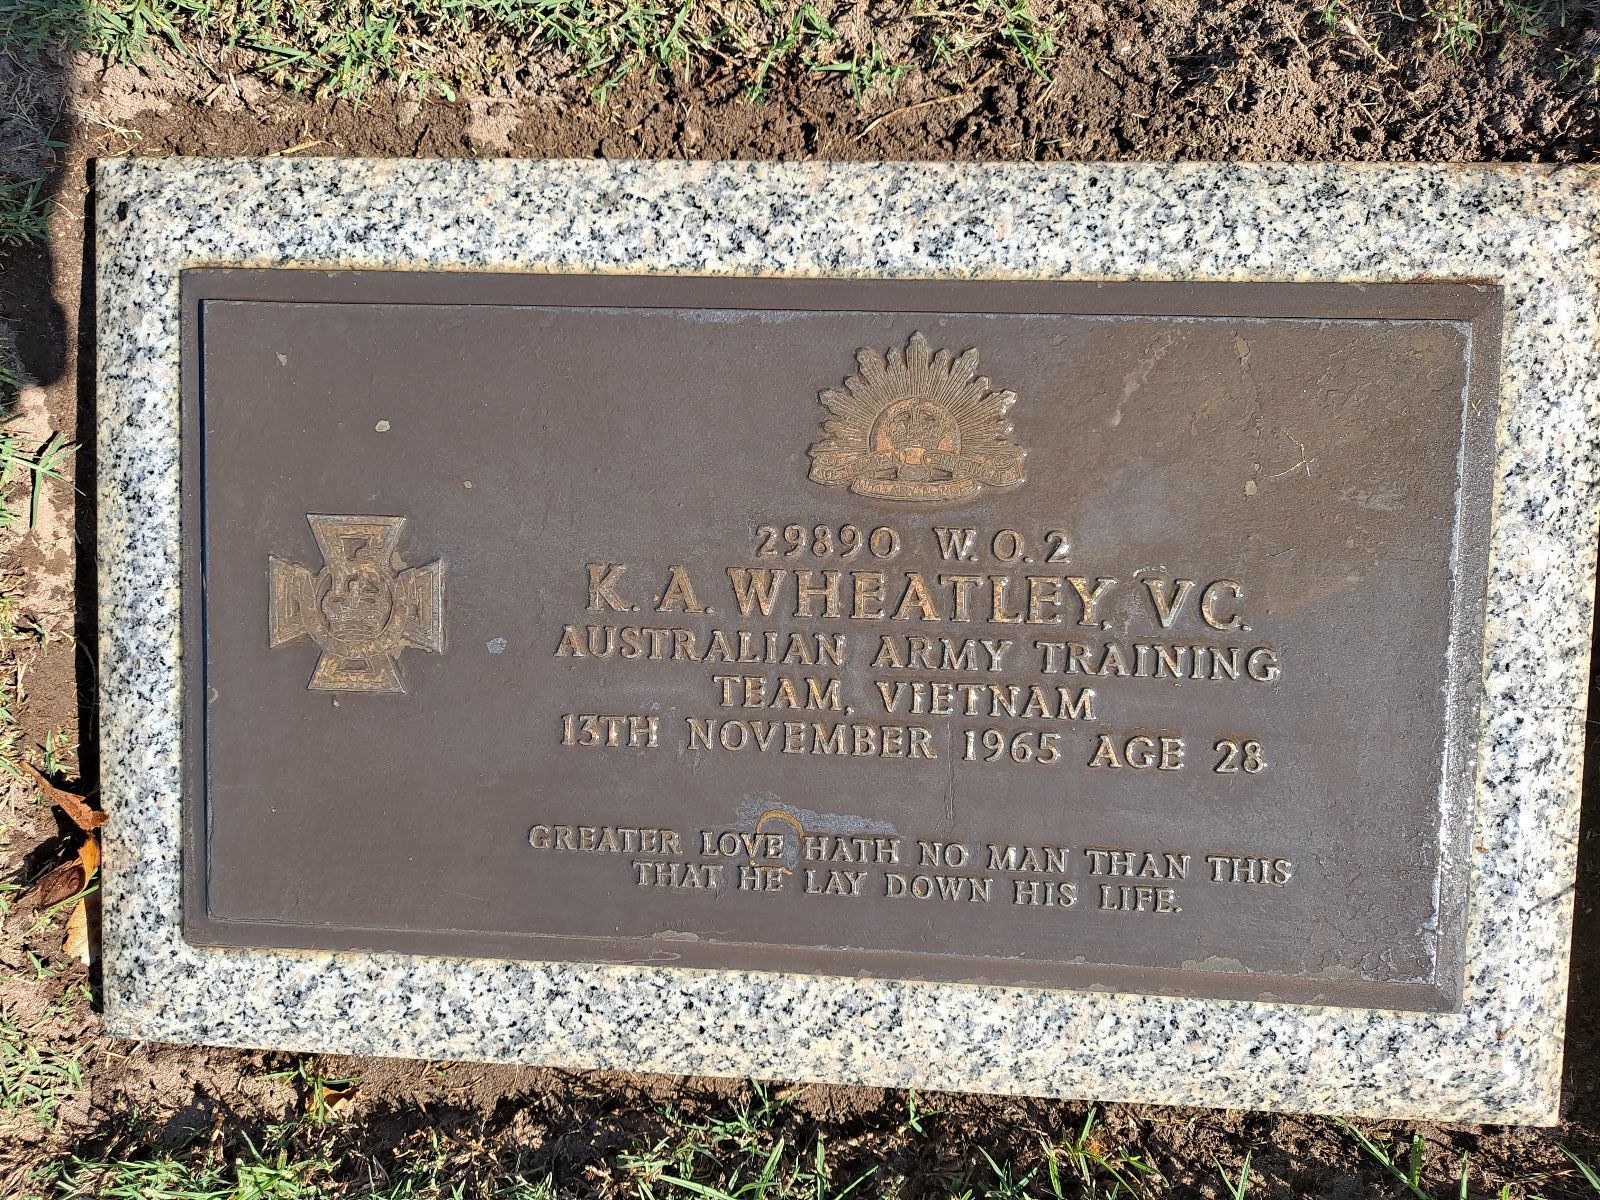 29890 W.O.2
K. A. WHEATLEY, VC.
AUSTRALIAN ARMY TRAINING
TEAM, VIETNAM
13TH NOVEMBER 1965 AGE 28
GREATER LOVE HATH NO MAN THAN THIS
THAT HE LAY DOWN HIS LIFE.